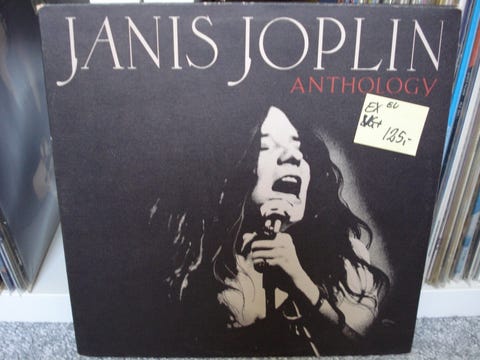 JANIS JOPLIN
ANTHOLOGY
EX
125,-